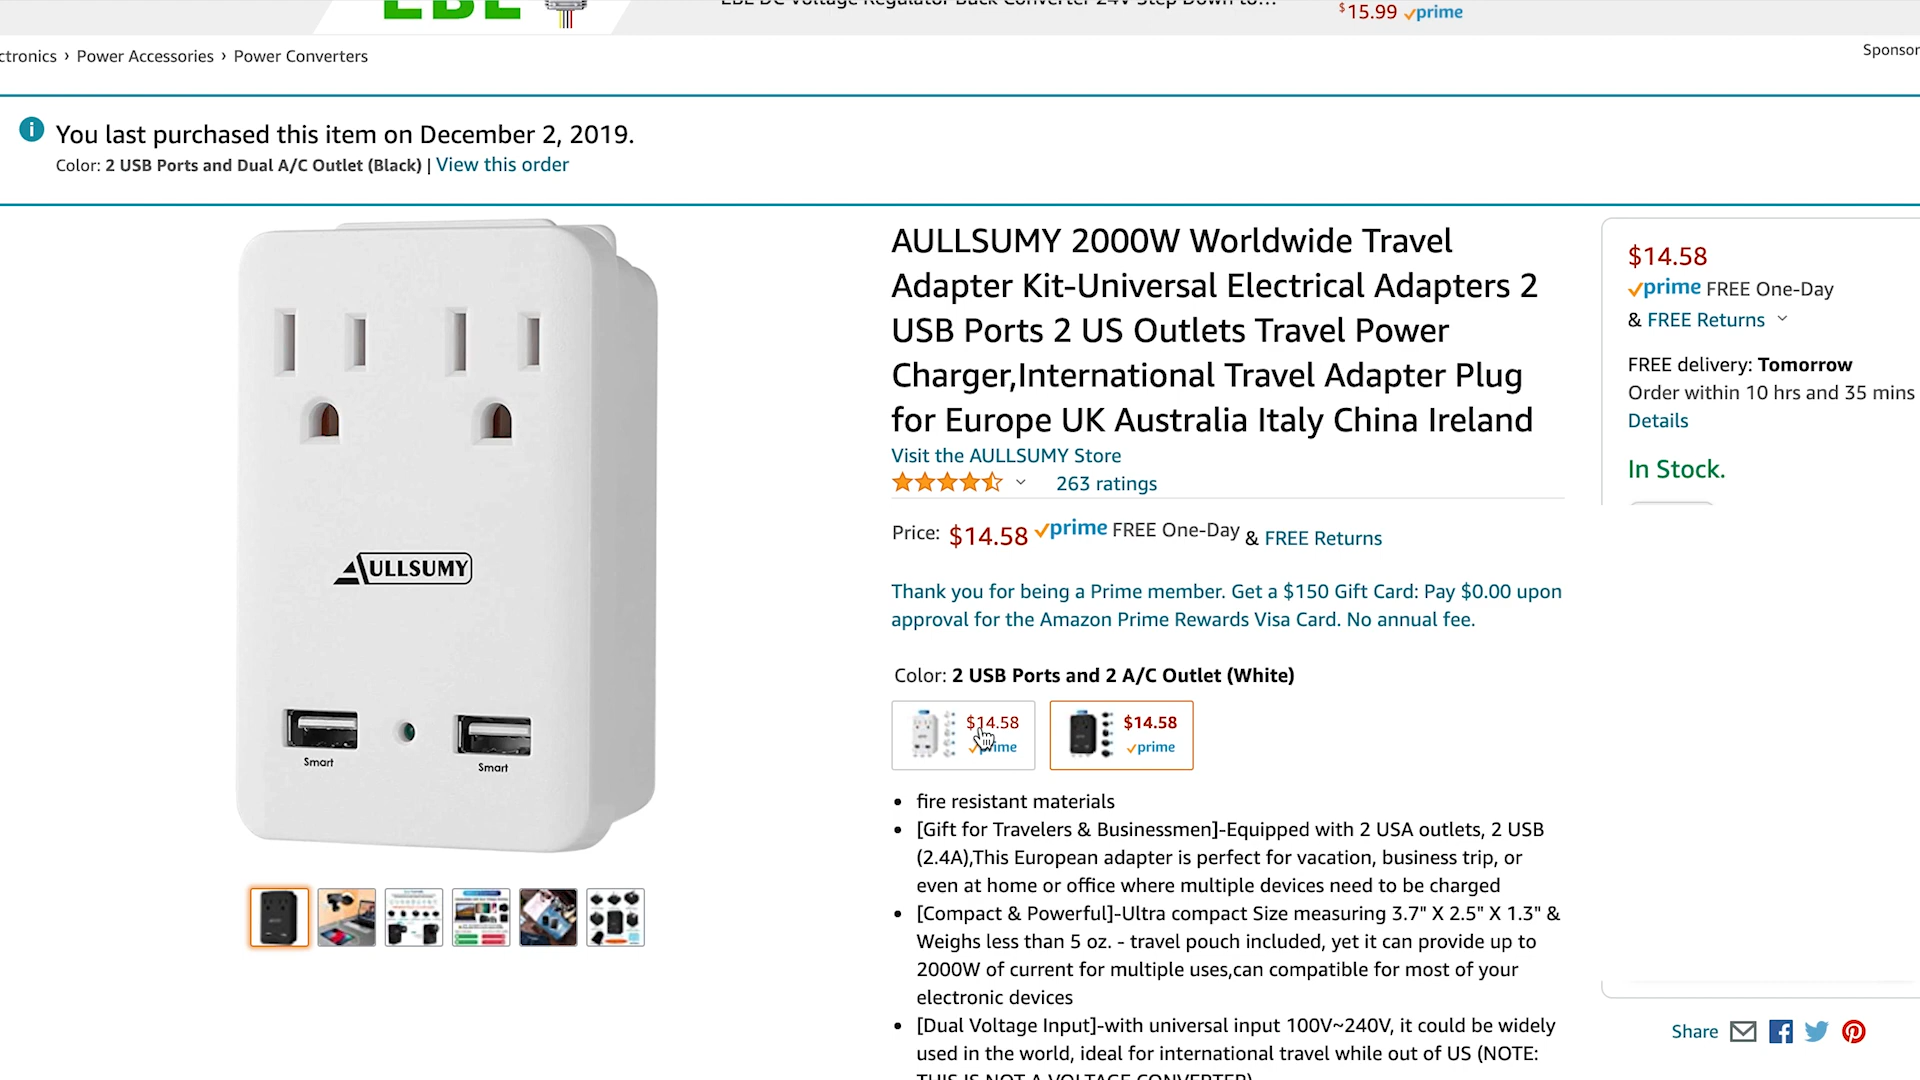 $15.99 prime
ctronics › Power Accessories › Power Converters
Sponsor
You last purchased this item on December 2, 2019.
Color: 2 USB Ports and Dual A/C Outlet (Black) | View this order
AULLSUMY 2000W Worldwide Travel
Adapter Kit-Universal Electrical Adapters 2
USB Ports 2 US Outlets Travel Power
Charger,International Travel Adapter Plug
for Europe UK Australia Italy China Ireland
Visit the AULLSUMY Store
263 ratings
Price: $14.58 prime FREE One-Day & FREE Returns
Thank you for being a Prime member. Get a $150 Gift Card: Pay $0.00 upon
approval for the Amazon Prime Rewards Visa Card. No annual fee.
Color: 2 USB Ports and 2 A/C Outlet (White)
$14.58
prime
$14.58
prime
• fire resistant materials
• [Gift for Travelers & Businessmen]-Equipped with 2 USA outlets, 2 USB
(2.4A),This European adapter is perfect for vacation, business trip, or
even at home or office where multiple devices need to be charged
• [Compact & Powerful]-Ultra compact Size measuring 3.7" X 2.5" X 1.3" &
Weighs less than 5 oz. - travel pouch included, yet it can provide up to
2000W of current for multiple uses,can compatible for most of your
electronic devices
• [Dual Voltage Input]-with universal input 100V~240V, it could be widely
used in the world, ideal for international travel while out of US (NOTE:
THIS IS NOT A VOLTAGE CONVERTER)
AULLSUMY
Smart
Smart
$14.58
prime FREE One-Day
& FREE Returns
FREE delivery: Tomorrow
Order within 10 hrs and 35 mins
Details
In Stock.
Share